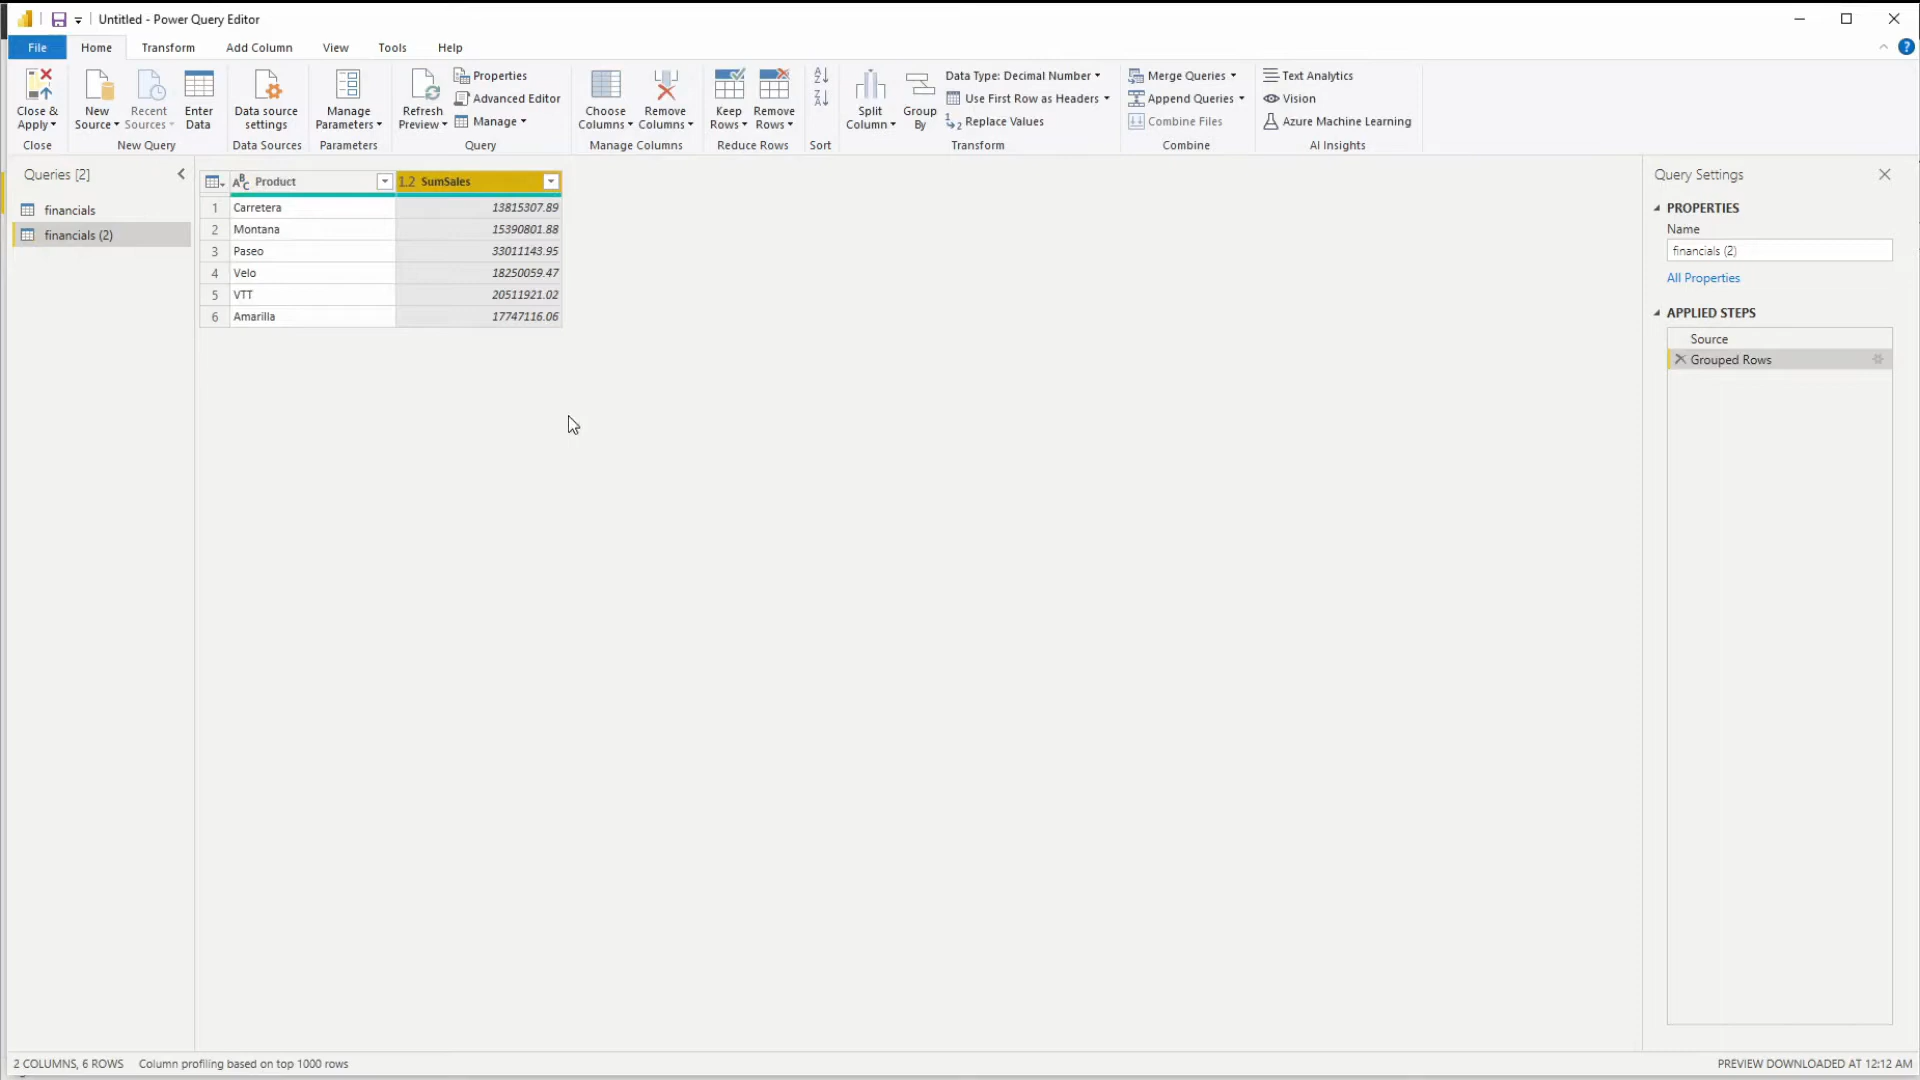 Untitled - Power Query Editor
File Home Transform Add Column View Tools Help
Close & Apply
New Source
Recent Sources
Enter Data
Data source settings
Manage Parameters
Refresh Preview
Properties
Advanced Editor
Manage
Choose Columns
Remove Columns
Keep Rows
Remove Rows
Split Column
Group By
Data Type: Decimal Number
Use First Row as Headers
Replace Values
Merge Queries
Append Queries
Combine Files
Text Analytics
Vision
Azure Machine Learning
Close New Query Data Sources Parameters Query Manage Columns Reduce Rows Sort Transform Combine AI Insights
Queries [2]
financials
financials (2)
ABC Product 1.2 SumSales
1 Carretera 13815307.89
2 Montana 15390801.88
3 Paseo 33011143.95
4 Velo 18250059.47
5 VTT 20511921.02
6 Amarilla 17747116.06
Query Settings
PROPERTIES
Name
financials (2)
All Properties
APPLIED STEPS
Source
Grouped Rows
2 COLUMNS, 6 ROWS Column profiling based on top 1000 rows
PREVIEW DOWNLOADED AT 12:12 AM